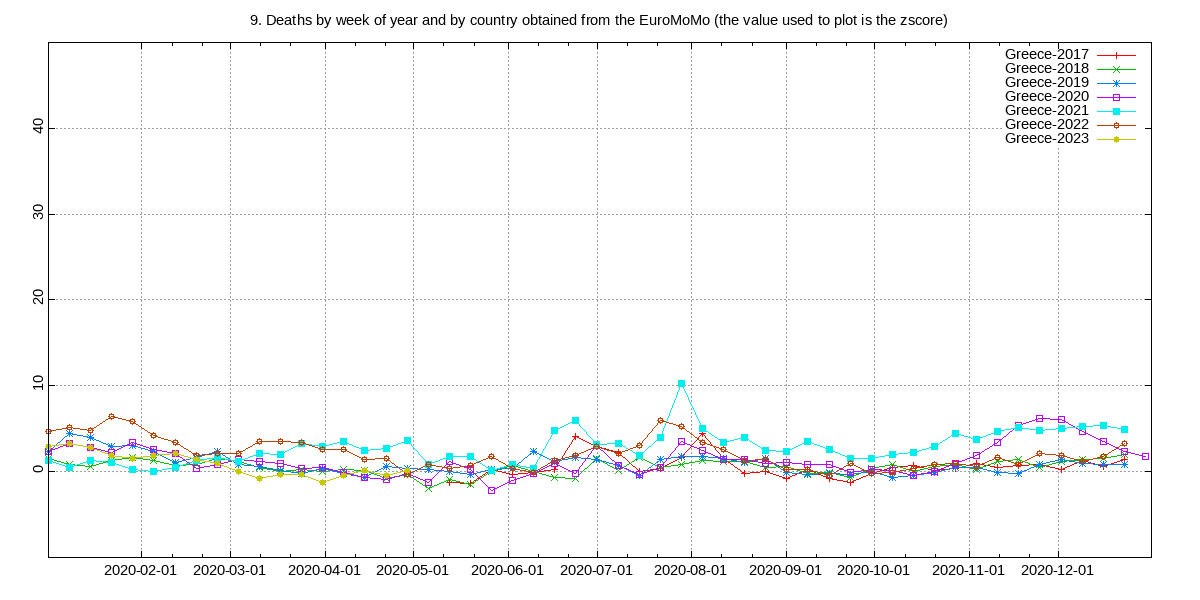 9. Deaths by week of year and by country obtained from the EuroMoMo (the value used to plot is the zscore)
Greece-2017
Greece-2018
Greece-2019
Greece-2020
Greece-2021
Greece-2022
Greece-2023
40
30
20
10
0
2020-02-01 2020-03-01 2020-04-01 2020-05-01 2020-06-01 2020-07-01 2020-08-01 2020-09-01 2020-10-01 2020-11-01 2020-12-01